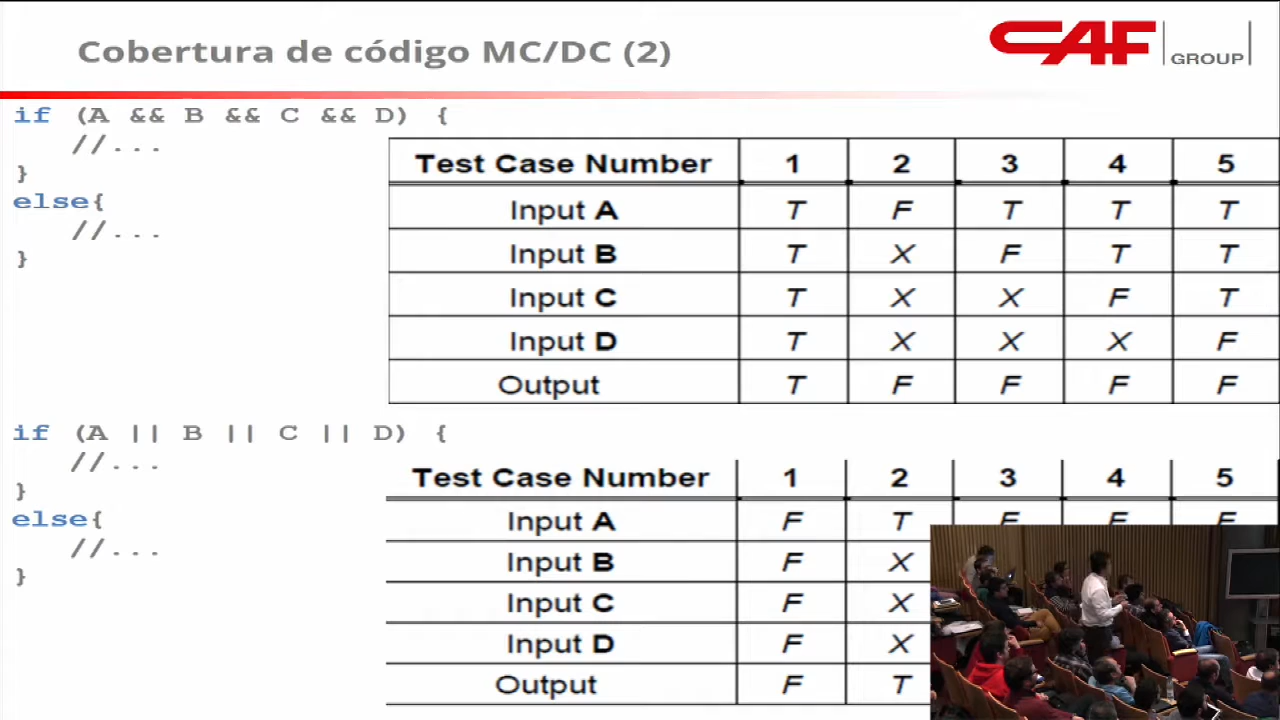 Cobertura de código MC/DC (2)
CAF GROUP
if (A && B && C && D) {
//...
}
else{
//...
}
Test Case Number 1 2 3 4 5
Input A T F T T T
Input B T X F T T
Input C T X X F T
Input D T X X X F
Output T F F F F
if (A || B || C || D) {
//...
}
else{
//...
}
Test Case Number 1 2 3 4 5
Input A F T F F F
Input B F X
Input C F X
Input D F X
Output F T